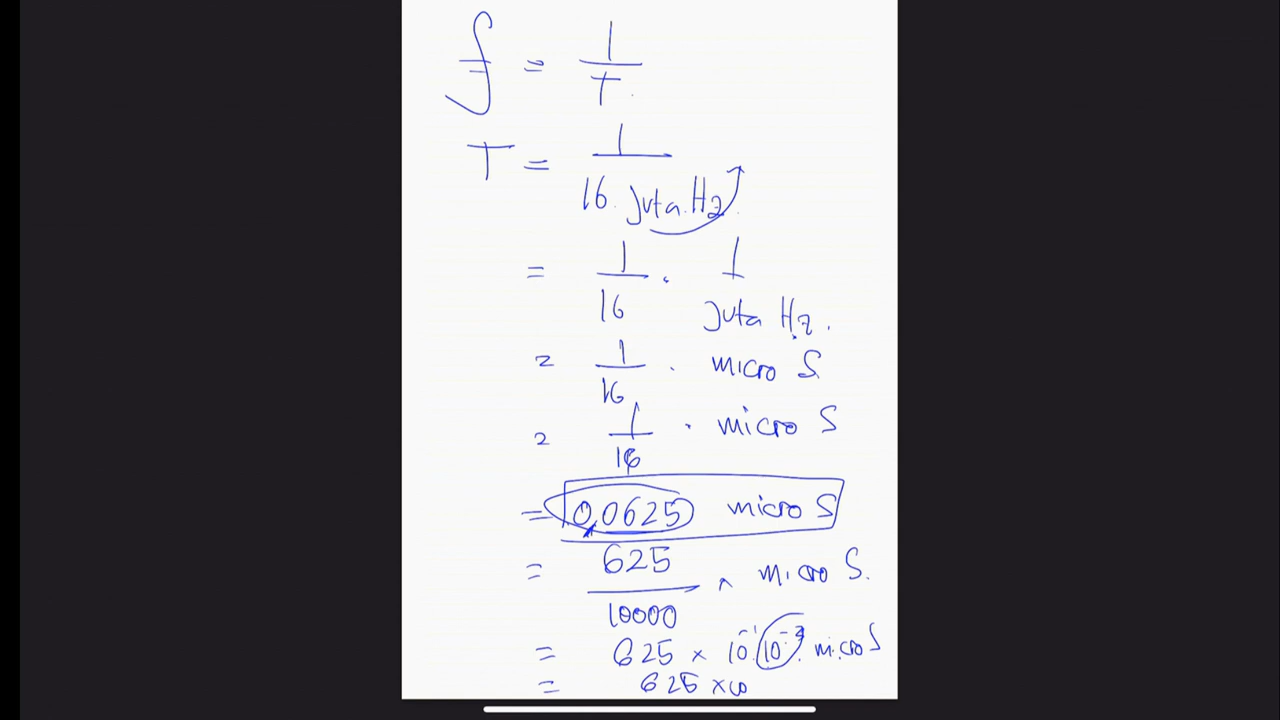 f = 1/T
T = 1/16 juta Hz
= 1/16 . 1/juta Hz.
= 1/16 . micro S
= 1/16 . micro S
= 0,0625 micro S
= 625/10000 × micro S.
= 625 × 10⁻¹ 10⁻³ micro S
= 625 ×